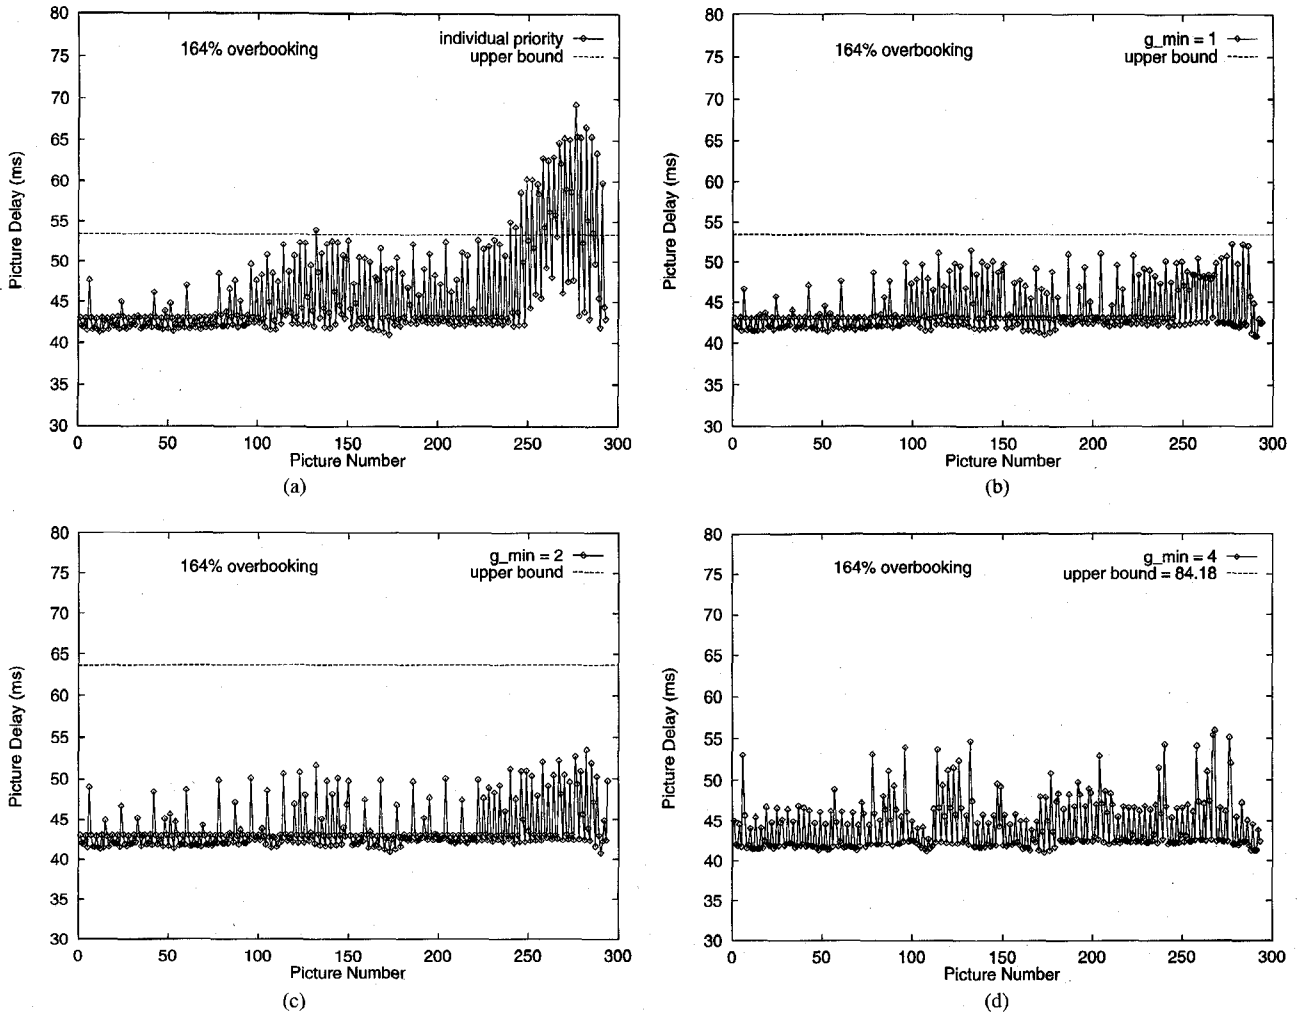 80
75
70
65
60
55
50
45
40
35
30
Picture Delay (ms)
164% overbooking
individual priority
upper bound
0 50 100 150 200 250 300
Picture Number
(a)
80
75
70
65
60
55
50
45
40
35
30
Picture Delay (ms)
164% overbooking
g_min = 1
upper bound
0 50 100 150 200 250 300
Picture Number
(b)
80
75
70
65
60
55
50
45
40
35
30
Picture Delay (ms)
164% overbooking
g_min = 2
upper bound
0 50 100 150 200 250 300
Picture Number
(c)
80
75
70
65
60
55
50
45
40
35
30
Picture Delay (ms)
164% overbooking
g_min = 4
upper bound = 84.18
0 50 100 150 200 250 300
Picture Number
(d)